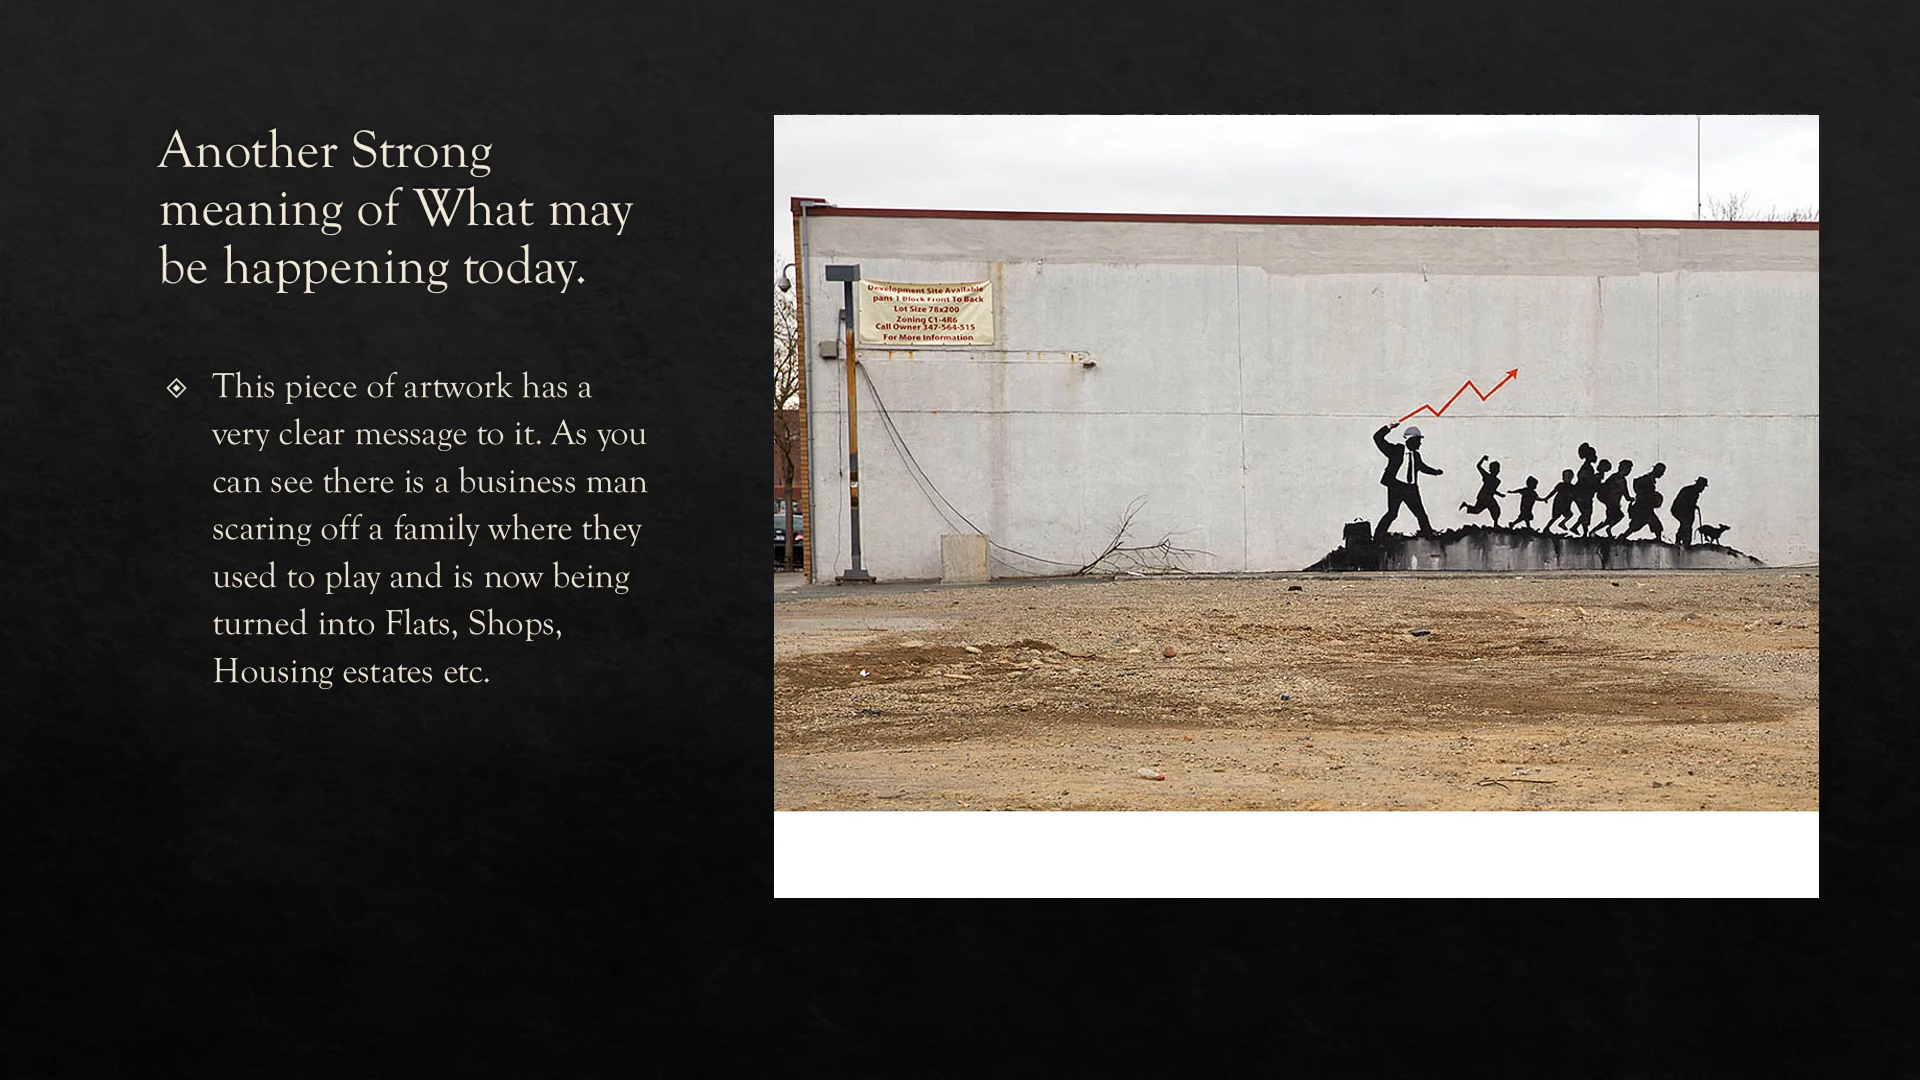 Another Strong
meaning of What may
be happening today.
This piece of artwork has a
very clear message to it. As you
can see there is a business man
scaring off a family where they
used to play and is now being
turned into Flats, Shops,
Housing estates etc.
Development Site Available
pans 1 Block Front To Back
Lot Size 78x200
Zoning C1-4R6
Call Owner 347-564-515
For More Information